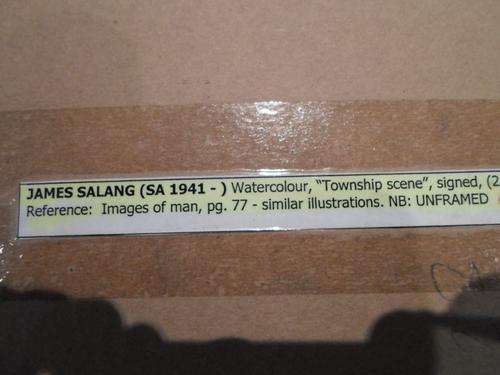 JAMES SALANG (SA 1941 - ) Watercolour, “Township scene”, signed, (2
Reference:  Images of man, pg. 77 - similar illustrations. NB: UNFRAMED